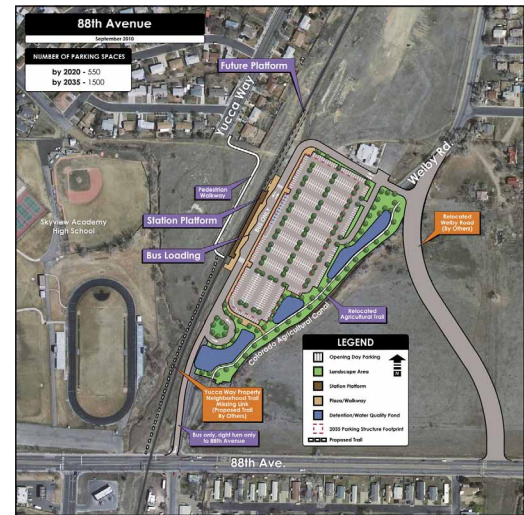 88th Avenue
September 2010
NUMBER OF PARKING SPACES
by 2020 - 550
by 2035 - 1500
Future Platform
Yucca Way
Welby Rd.
Pedestrian
Walkway
Skyview Academy
High School
Station Platform
Bus Loading
Relocated
Welby Road
(By Others)
Relocated
Agricultural Trail
Colorado Agricultural Canal
LEGEND
Opening Day Parking
Landscape Area
Station Platform
Plaza/Walkway
Detention/Water Quality Pond
2035 Parking Structure Footprint
Proposed Trail
N
Yucca Way Property
Neighborhood Trail
Missing Link
(Proposed Trail
By Others)
Bus only, right turn only
to 88th Avenue
88th Ave.